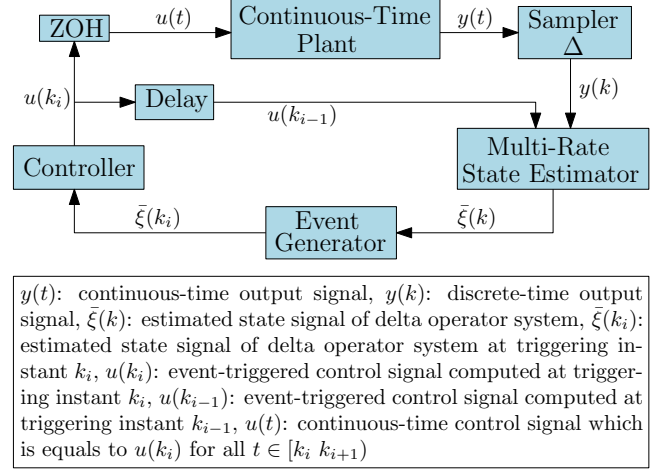 ZOH
u(t)
Continuous-Time
Plant
y(t)
Sampler
Δ
u(k_i)
Delay
u(k_{i−1})
y(k)
Controller
Multi-Rate
State Estimator
ξ̄(k_i)
Event
Generator
ξ̄(k)
y(t): continuous-time output signal, y(k): discrete-time output
signal, ξ̄(k): estimated state signal of delta operator system, ξ̄(k_i):
estimated state signal of delta operator system at triggering in-
stant k_i, u(k_i): event-triggered control signal computed at trigger-
ing instant k_i, u(k_{i−1}): event-triggered control signal computed at
triggering instant k_{i−1}, u(t): continuous-time control signal which
is equals to u(k_i) for all t ∈ [k_i k_{i+1})